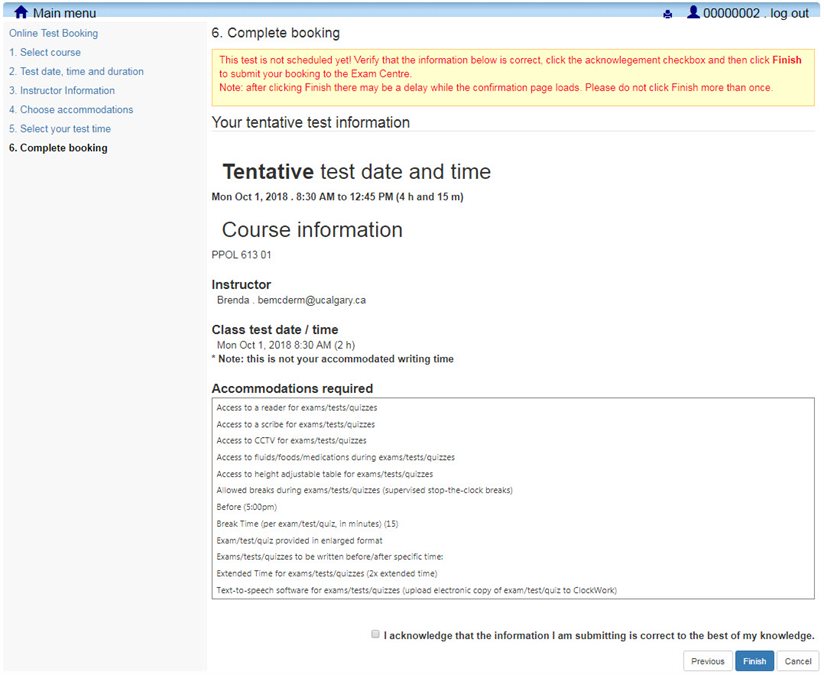 Main menu
00000002 . log out
Online Test Booking
1. Select course
2. Test date, time and duration
3. Instructor Information
4. Choose accommodations
5. Select your test time
6. Complete booking
6. Complete booking
This test is not scheduled yet! Verify that the information below is correct, click the acknowlegement checkbox and then click Finish
to submit your booking to the Exam Centre.
Note: after clicking Finish there may be a delay while the confirmation page loads. Please do not click Finish more than once.
Your tentative test information
Tentative test date and time
Mon Oct 1, 2018 . 8:30 AM to 12:45 PM (4 h and 15 m)
Course information
PPOL 613 01
Instructor
Brenda . bemcderm@ucalgary.ca
Class test date / time
Mon Oct 1, 2018 8:30 AM (2 h)
* Note: this is not your accommodated writing time
Accommodations required
Access to a reader for exams/tests/quizzes
Access to a scribe for exams/tests/quizzes
Access to CCTV for exams/tests/quizzes
Access to fluids/foods/medications during exams/tests/quizzes
Access to height adjustable table for exams/tests/quizzes
Allowed breaks during exams/tests/quizzes (supervised stop-the-clock breaks)
Before (5:00pm)
Break Time (per exam/test/quiz, in minutes) (15)
Exam/test/quiz provided in enlarged format
Exams/tests/quizzes to be written before/after specific time:
Extended Time for exams/tests/quizzes (2x extended time)
Text-to-speech software for exams/tests/quizzes (upload electronic copy of exam/test/quiz to ClockWork)
I acknowledge that the information I am submitting is correct to the best of my knowledge.
Previous
Finish
Cancel